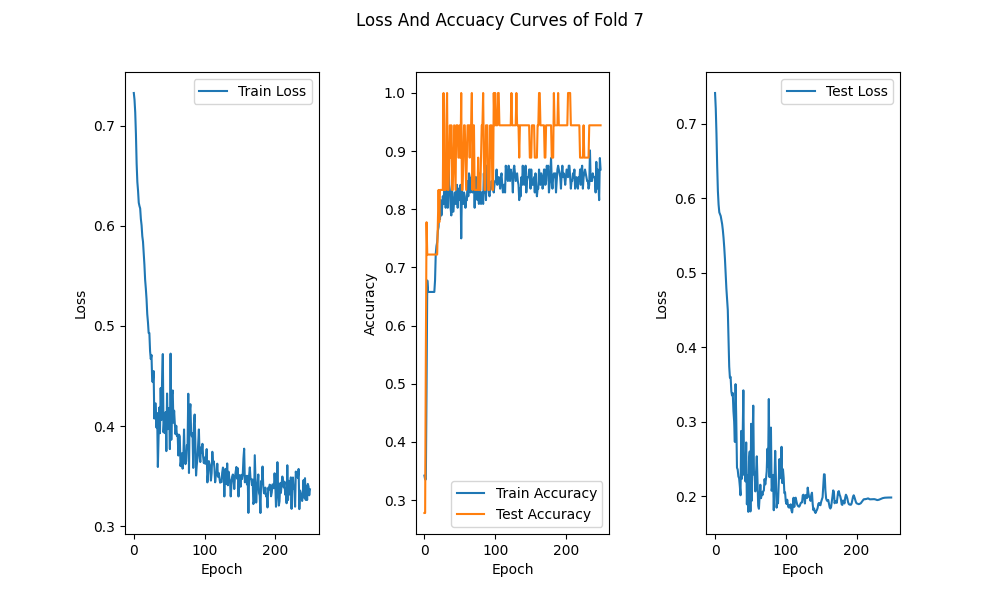 Loss And Accuacy Curves of Fold 7
Train Loss
0.7
0.6
0.5
0.4
0.3
Loss
0
100
200
Epoch
1.0
0.9
0.8
0.7
0.6
0.5
0.4
0.3
Accuracy
Train Accuracy
Test Accuracy
0
100
200
Epoch
Test Loss
0.7
0.6
0.5
0.4
0.3
0.2
Loss
0
100
200
Epoch